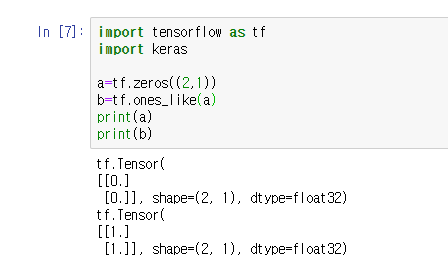 In [7]: import tensorflow as tf
import keras
a=tf.zeros((2,1))
b=tf.ones_like(a)
print(a)
print(b)
tf.Tensor(
[[0.]
 [0.]], shape=(2, 1), dtype=float32)
tf.Tensor(
[[1.]
 [1.]], shape=(2, 1), dtype=float32)